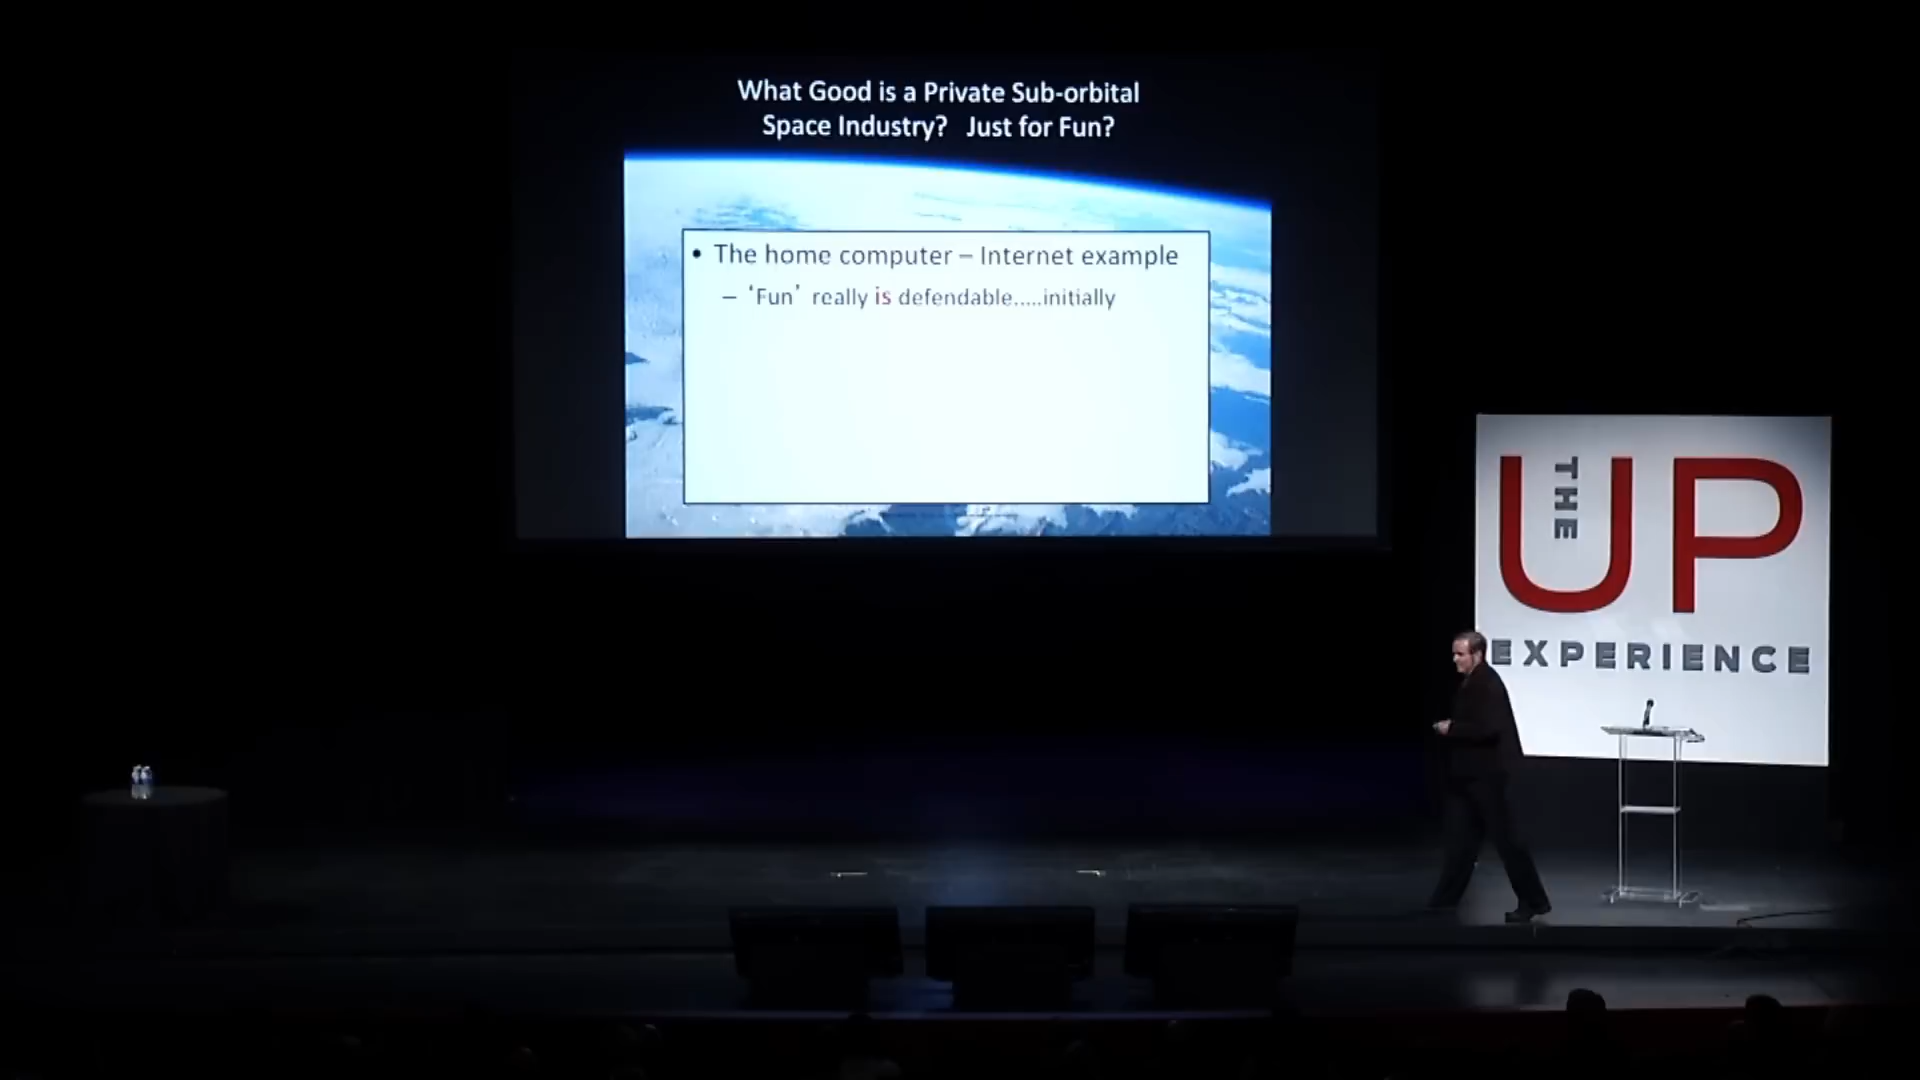 What Good is a Private Sub-orbital
Space Industry? Just for Fun?
• The home computer – Internet example
– ‘Fun’ really is defendable.....initially
THE
UP
EXPERIENCE